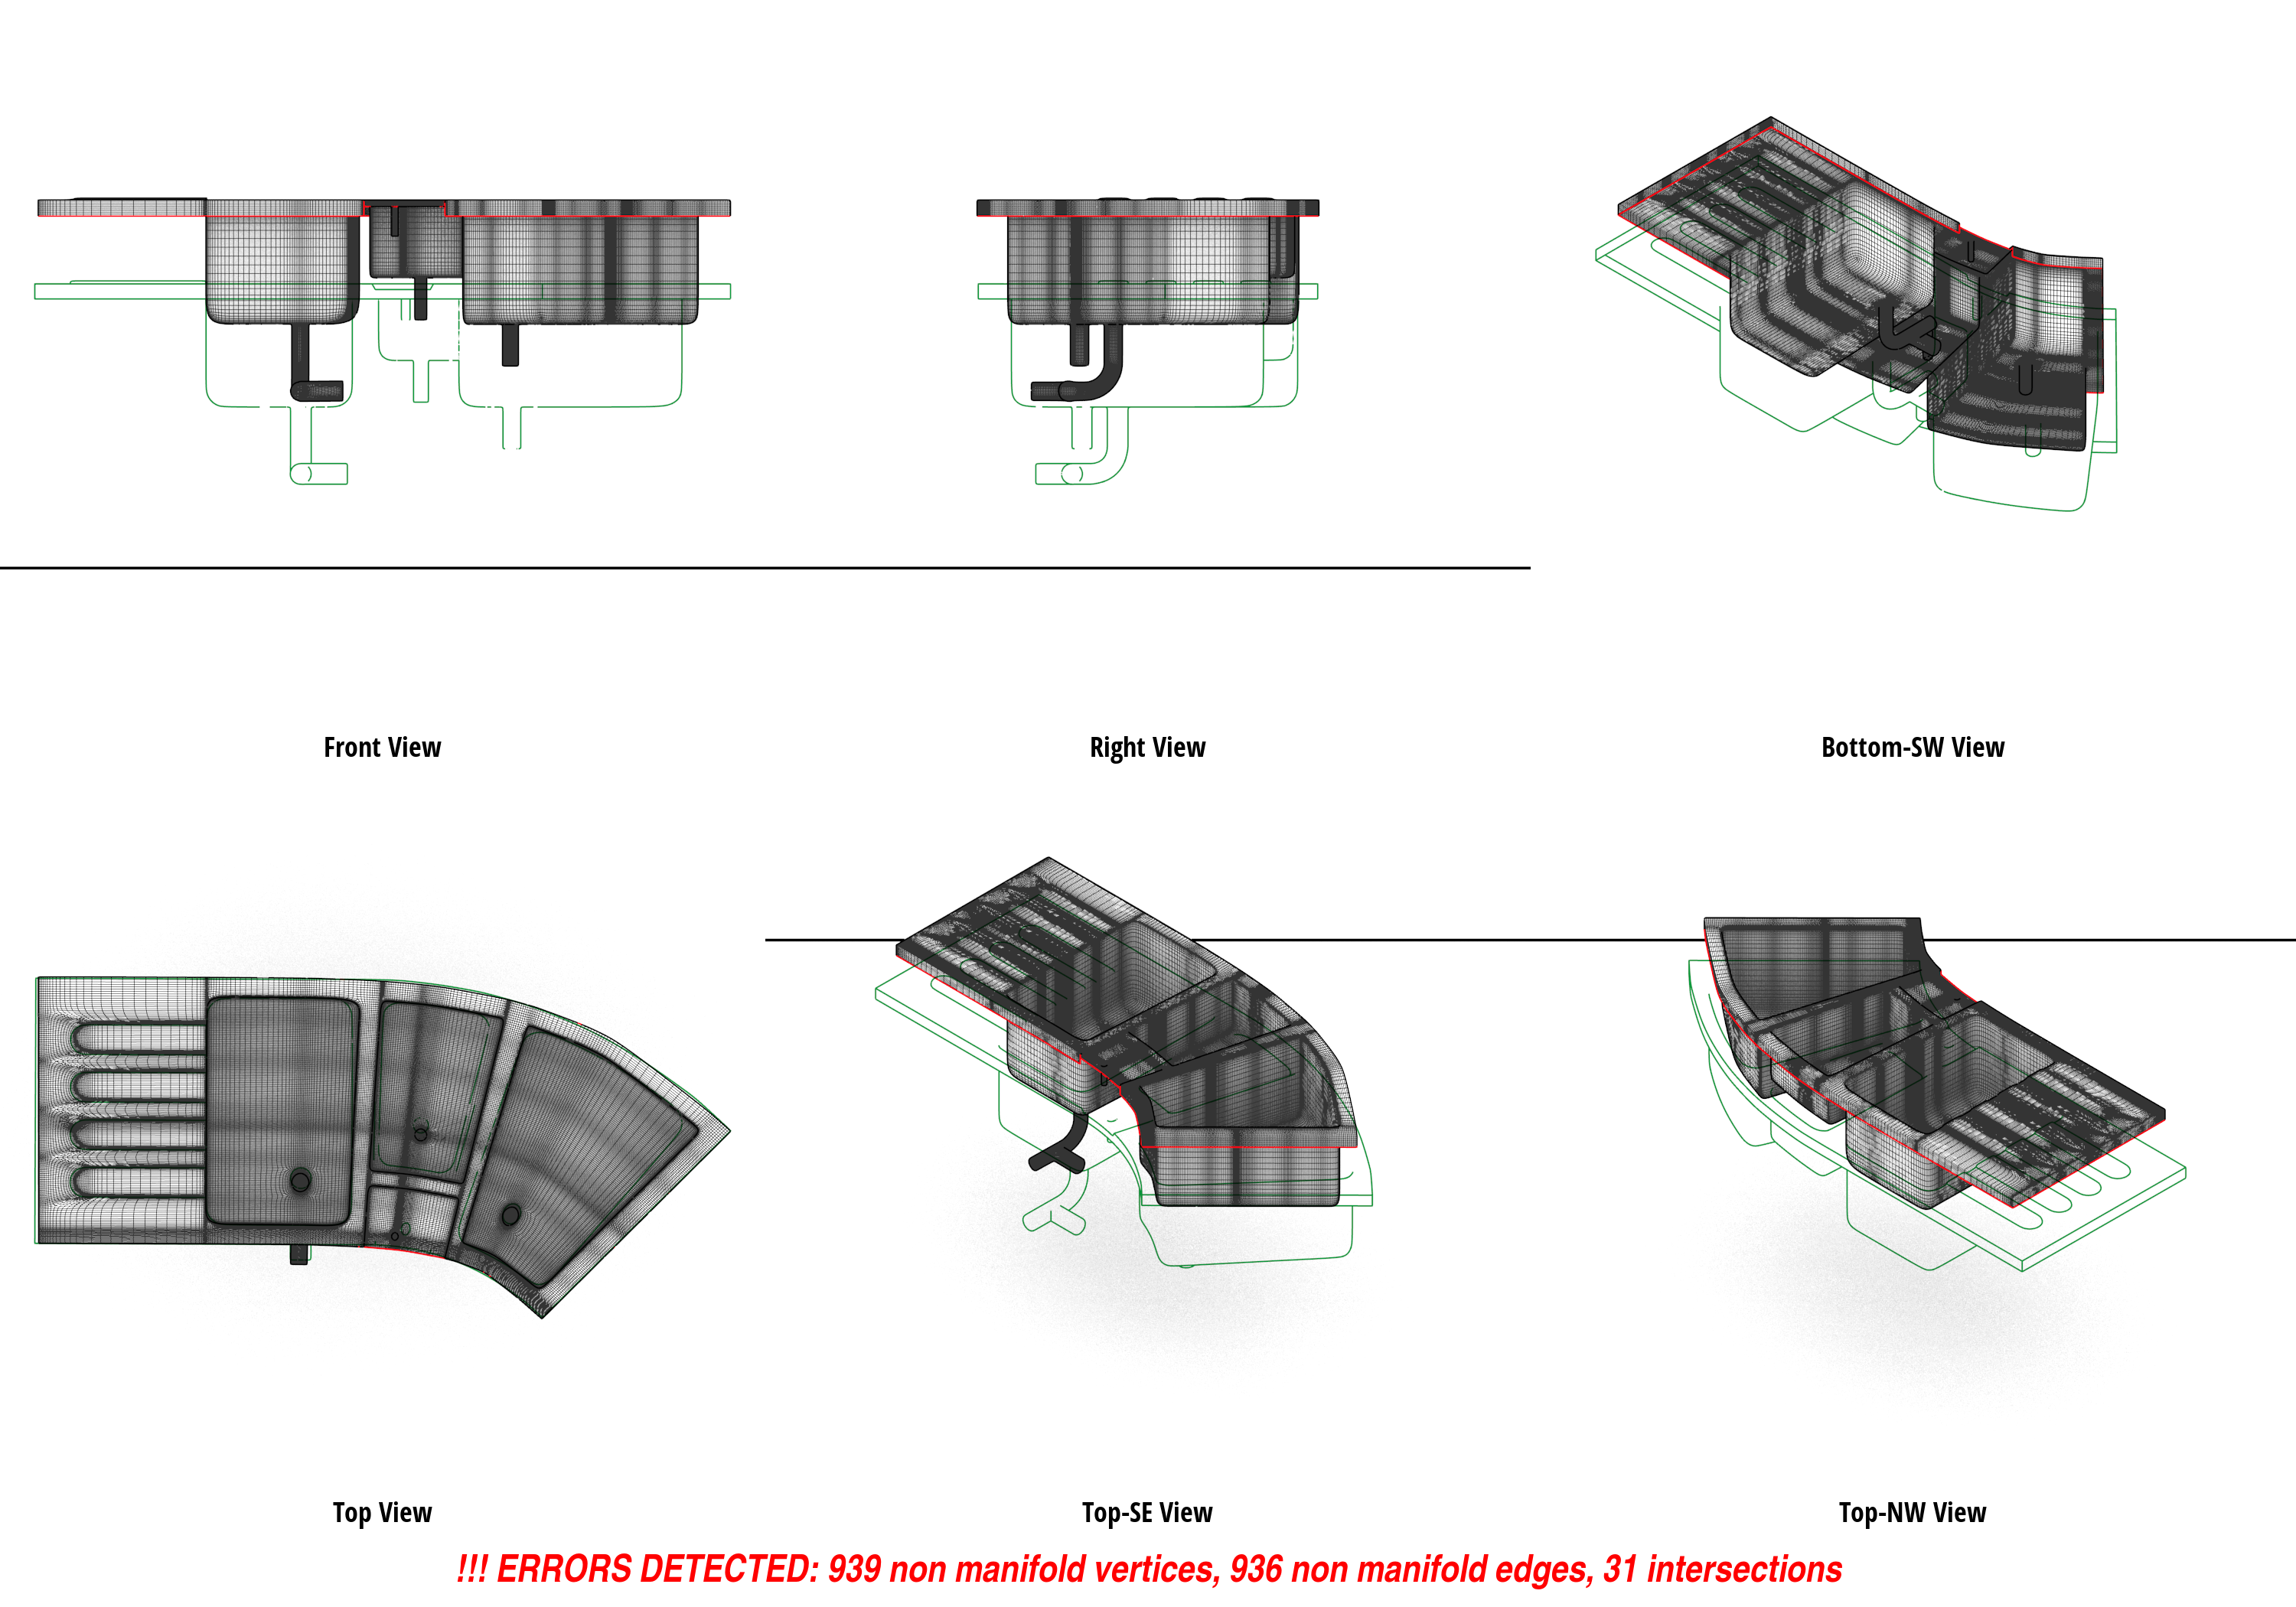 Front View
Right View
Bottom-SW View
Top View
Top-SE View
Top-NW View
!!! ERRORS DETECTED: 939 non manifold vertices, 936 non manifold edges, 31 intersections